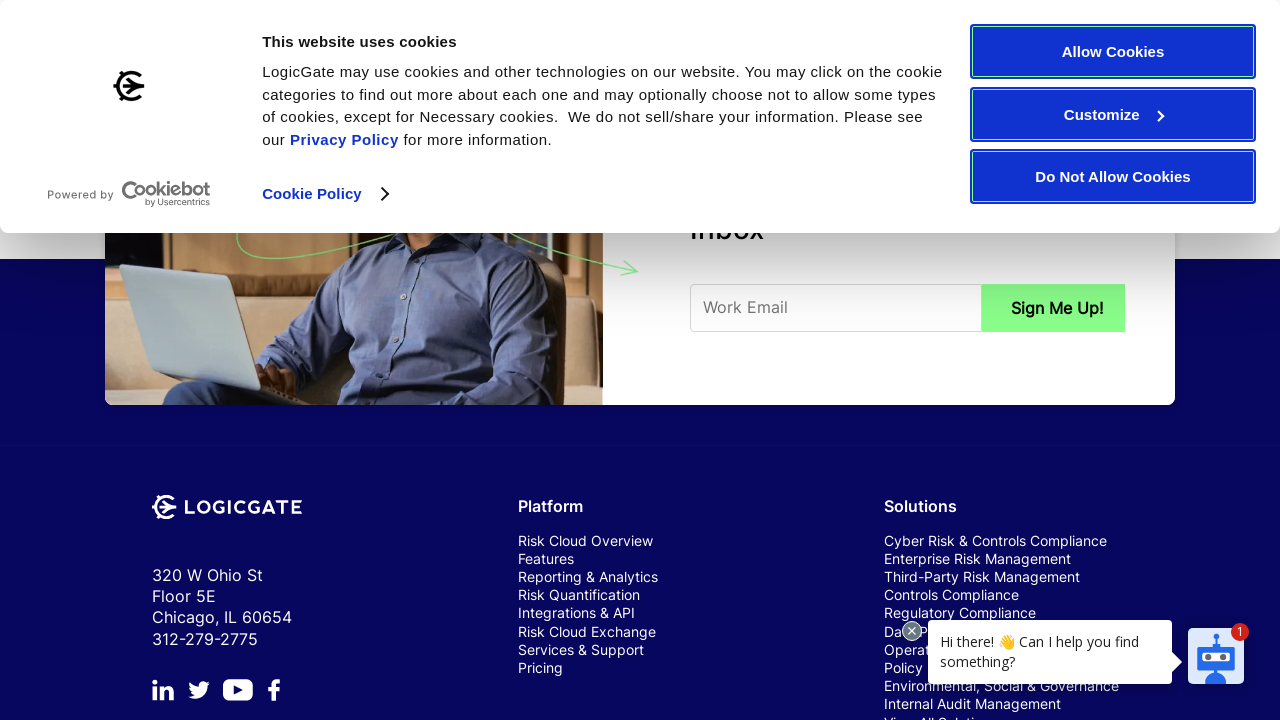 This website uses cookies
LogicGate may use cookies and other technologies on our website. You may click on the cookie
categories to find out more about each one and may optionally choose not to allow some types
of cookies, except for Necessary cookies.  We do not sell/share your information. Please see
our Privacy Policy for more information.
Cookie Policy
Powered by Cookiebot
by Usercentrics
Allow Cookies
Customize
Do Not Allow Cookies
Inbox
Work Email
Sign Me Up!
LOGICGATE
320 W Ohio St
Floor 5E
Chicago, IL 60654
312-279-2775
Platform
Risk Cloud Overview
Features
Reporting & Analytics
Risk Quantification
Integrations & API
Risk Cloud Exchange
Services & Support
Pricing
Solutions
Cyber Risk & Controls Compliance
Enterprise Risk Management
Third-Party Risk Management
Controls Compliance
Regulatory Compliance
Policy
Environmental, Social & Governance
Internal Audit Management
Hi there! 👋 Can I help you find
something?
1